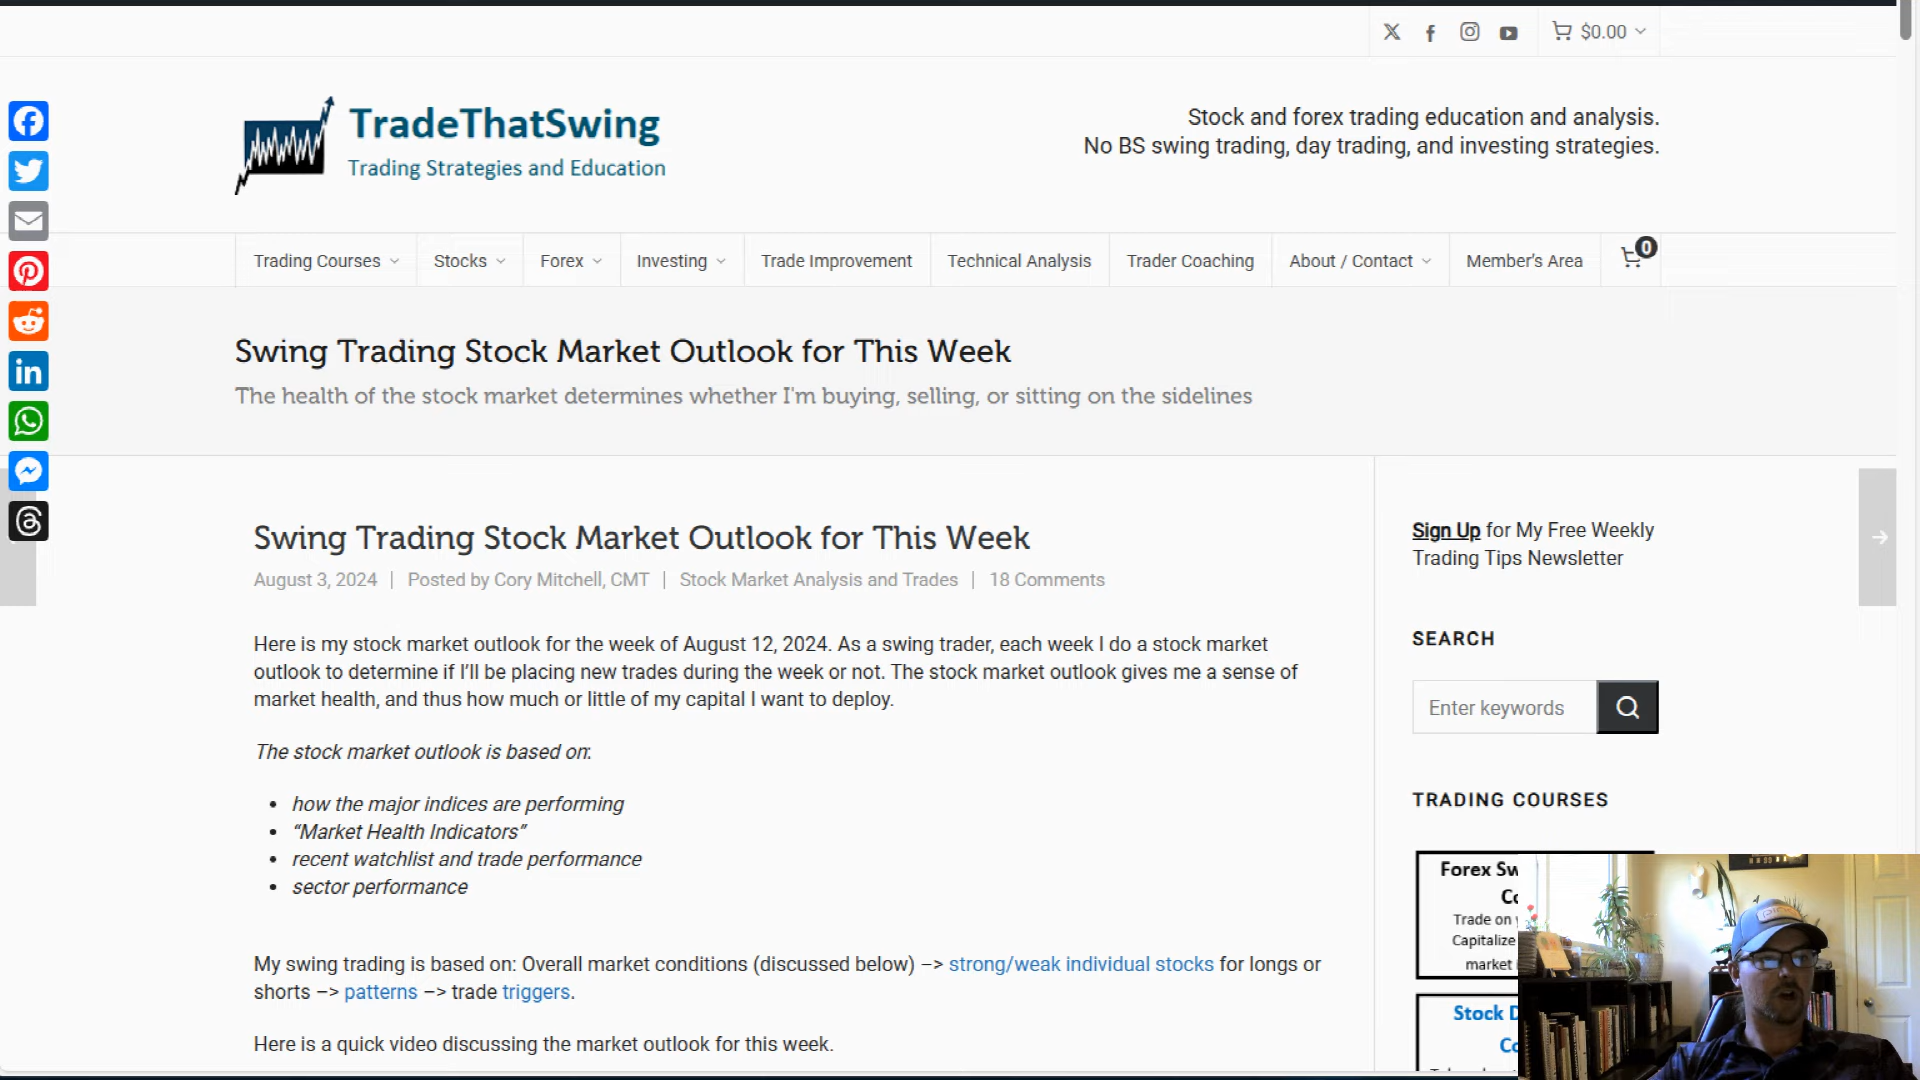 $0.00
TradeThatSwing
Trading Strategies and Education
Stock and forex trading education and analysis.
No BS swing trading, day trading, and investing strategies.
Trading Courses
Stocks
Forex
Investing
Trade Improvement
Technical Analysis
Trader Coaching
About / Contact
Member's Area
0
Swing Trading Stock Market Outlook for This Week
The health of the stock market determines whether I'm buying, selling, or sitting on the sidelines
Swing Trading Stock Market Outlook for This Week
August 3, 2024 | Posted by Cory Mitchell, CMT | Stock Market Analysis and Trades | 18 Comments
Here is my stock market outlook for the week of August 12, 2024. As a swing trader, each week I do a stock market
outlook to determine if I'll be placing new trades during the week or not. The stock market outlook gives me a sense of
market health, and thus how much or little of my capital I want to deploy.
The stock market outlook is based on:
• how the major indices are performing
• “Market Health Indicators”
• recent watchlist and trade performance
• sector performance
My swing trading is based on: Overall market conditions (discussed below) –> strong/weak individual stocks for longs or
shorts –> patterns –> trade triggers.
Here is a quick video discussing the market outlook for this week.
Sign Up for My Free Weekly
Trading Tips Newsletter
SEARCH
Enter keywords
TRADING COURSES
Forex Sw
Co
Trade on
Capitalize
market
Stock D
Co